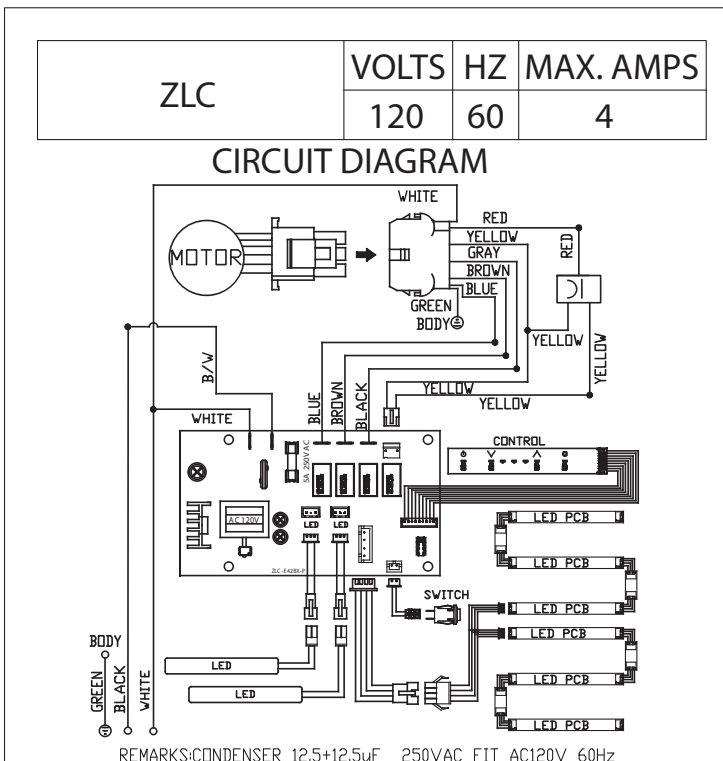 ZLC VOLTS HZ MAX. AMPS
120 60 4
CIRCUIT DIAGRAM
WHITE
RED
YELLOW
GRAY
BROWN
BLUE
MOTOR
RED
GREEN
BODY
YELLOW
YELLOW
B/W
BLUE
BROWN
BLACK
YELLOW
YELLOW
WHITE
5A 250VAC
CONTROL
AC120V
LED LED
ZLC-E42BX-P
LED PCB
LED PCB
LED PCB
LED PCB
LED PCB
LED PCB
SWITCH
LED
LED
BODY
GREEN
BLACK
WHITE
REMARKS:CONDENSER 12.5+12.5uF 250VAC FIT AC120V 60Hz